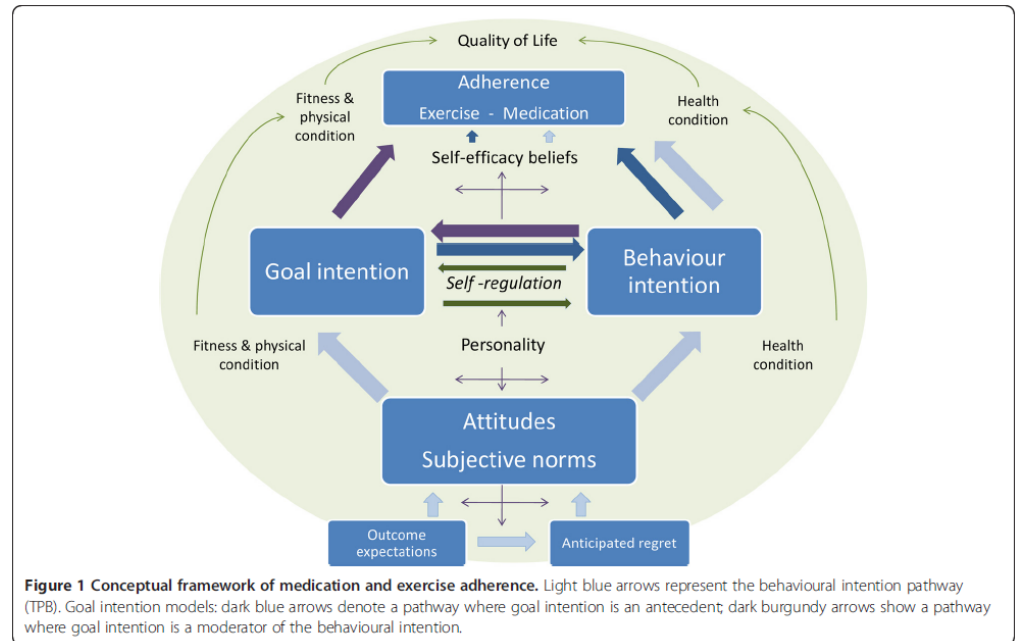 Quality of Life
Adherence
Exercise - Medication
Fitness &
physical
condition
Health
condition
Self-efficacy beliefs
Goal intention
Behaviour
intention
Self -regulation
Fitness & physical
condition
Personality
Health
condition
Attitudes
Subjective norms
Outcome
expectations
Anticipated regret
Figure 1 Conceptual framework of medication and exercise adherence. Light blue arrows represent the behavioural intention pathway
(TPB). Goal intention models: dark blue arrows denote a pathway where goal intention is an antecedent; dark burgundy arrows show a pathway
where goal intention is a moderator of the behavioural intention.